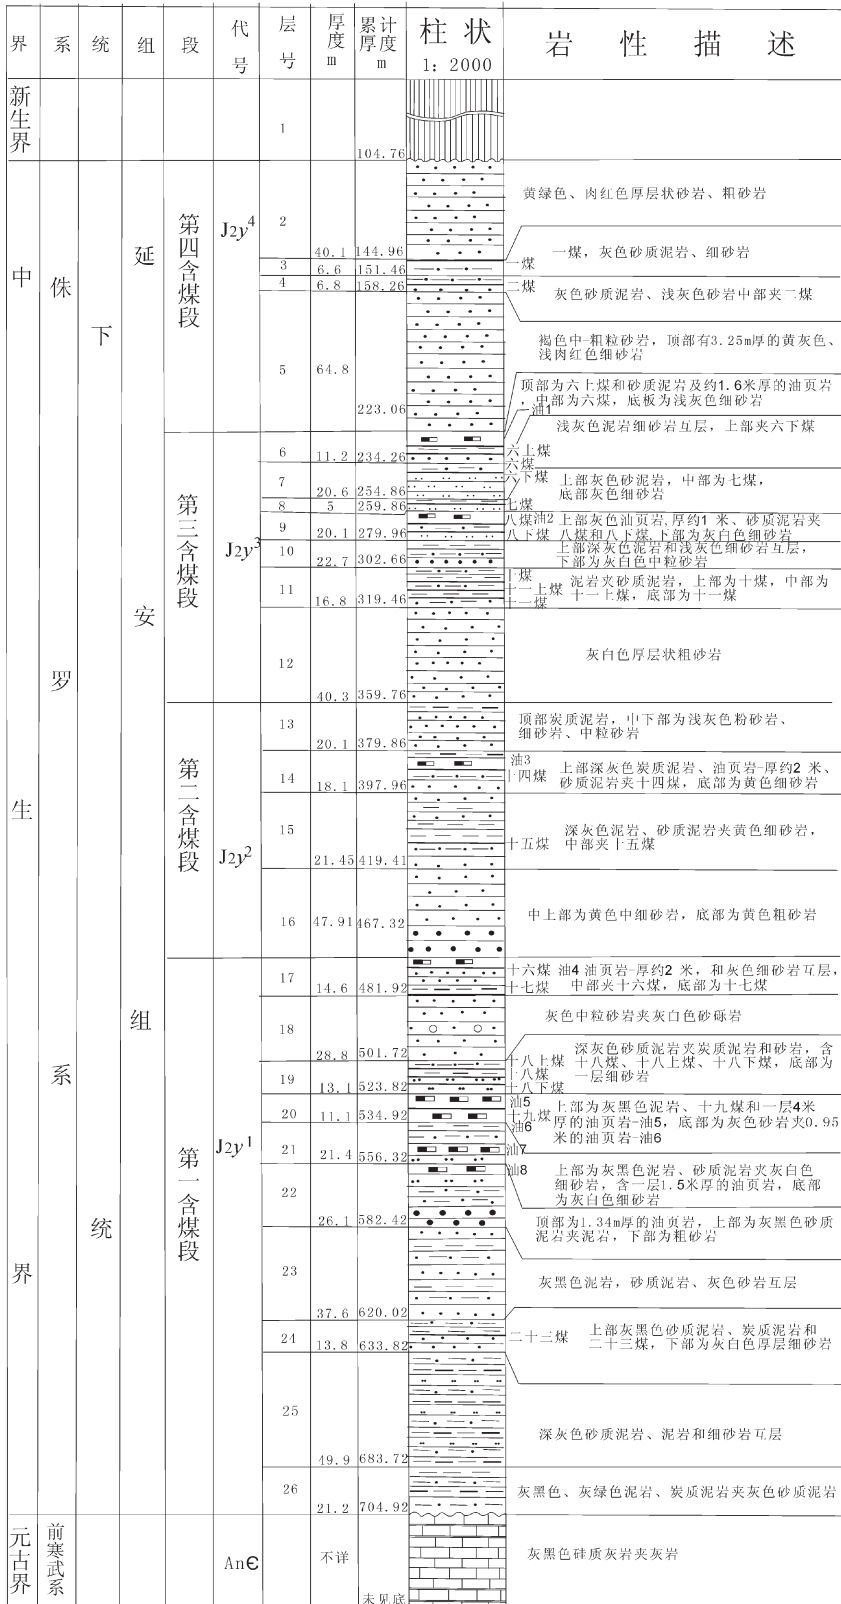 界 系 统 组 段 代号 层号 厚度m 累计厚度m 柱状 1: 2000 岩性描述
新生界
1 104.76
中生界
侏罗系
下统
延安组
第四含煤段
J2y4
2 40.1 144.96
黄绿色、肉红色厚层状砂岩、粗砂岩
3 6.6 151.46 一煤
一煤，灰色砂质泥岩、细砂岩
4 6.8 158.26 二煤
灰色砂质泥岩、浅灰色砂岩中部夹二煤
5 64.8 223.06
褐色中-粗粒砂岩，顶部有3.25m厚的黄灰色、
浅肉红色细砂岩
第三含煤段
J2y3
顶部为六上煤和砂质泥岩及约1.6米厚的油页岩
-油1
，中部为六煤，底板为浅灰色细砂岩
6 11.2 234.26 六上煤
六煤
浅灰色泥岩细砂岩互层，上部夹六下煤
7 20.6 254.86 六下煤
上部灰色砂泥岩，中部为七煤，
底部灰色细砂岩
8 5 259.86 七煤
9 20.1 279.96 八煤油2
八下煤
上部灰色油页岩,厚约1 米、砂质泥岩夹
八煤和八下煤,下部为灰白色细砂岩
10 22.7 302.66
上部深灰色泥岩和浅灰色细砂岩互层，
下部为灰白色中粒砂岩
11 16.8 319.46 十煤
十一上煤
十一煤
泥岩夹砂质泥岩，上部为十煤，中部为
十一上煤，底部为十一煤
12 40.3 359.76
灰白色厚层状粗砂岩
第二含煤段
J2y2
13 20.1 379.86
顶部炭质泥岩，中下部为浅灰色粉砂岩、
细砂岩、中粒砂岩
14 18.1 397.96 油3
十四煤
上部深灰色炭质泥岩、油页岩-厚约2 米、
砂质泥岩夹十四煤，底部为黄色细砂岩
15 21.45 419.41 十五煤
深灰色泥岩、砂质泥岩夹黄色细砂岩，
中部夹十五煤
16 47.91 467.32
中上部为黄色中细砂岩，底部为黄色粗砂岩
第一含煤段
J2y1
17 14.6 481.92 十六煤 油4
十七煤
油页岩-厚约2 米，和灰色细砂岩互层，
中部夹十六煤，底部为十七煤
18 28.8 501.72
灰色中粒砂岩夹灰白色砂砾岩
19 13.1 523.82 十八上煤
十八煤
十八下煤
深灰色砂质泥岩夹炭质泥岩和砂岩，含
十八煤、十八上煤、十八下煤，底部为
一层细砂岩
20 11.1 534.92 油5
十九煤
油6
上部为灰黑色泥岩、十九煤和一层4米
厚的油页岩-油5，底部为灰色砂岩夹0.95
米的油页岩-油6
21 21.4 556.32 油7
上部为灰黑色泥岩、砂质泥岩夹灰白色
细砂岩，含一层1.5米厚的油页岩，底部
为灰白色细砂岩
22 26.1 582.42 油8
顶部为1.34m厚的油页岩，上部为灰黑色砂质
泥岩夹泥岩，下部为粗砂岩
23 37.6 620.02
灰黑色泥岩，砂质泥岩、灰色砂岩互层
24 13.8 633.82 二十三煤
上部灰黑色砂质泥岩、炭质泥岩和
二十三煤，下部为灰白色厚层细砂岩
25 49.9 683.72
深灰色砂质泥岩、泥岩和细砂岩互层
26 21.2 704.92
灰黑色、灰绿色泥岩、炭质泥岩夹灰色砂质泥岩
元古界
前寒武系
An€ 不详 未见底
灰黑色硅质灰岩夹灰岩